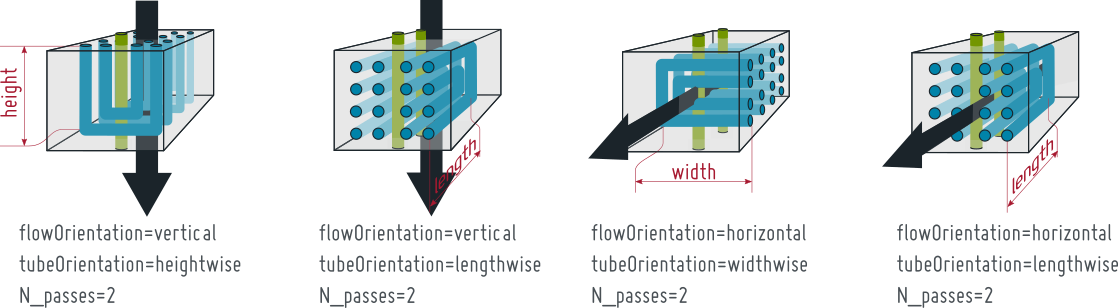 height
flowOrientation=vertical
tubeOrientation=heightwise
N_passes=2
length
flowOrientation=vertical
tubeOrientation=lengthwise
N_passes=2
width
flowOrientation=horizontal
tubeOrientation=widthwise
N_passes=2
length
flowOrientation=horizontal
tubeOrientation=lengthwise
N_passes=2